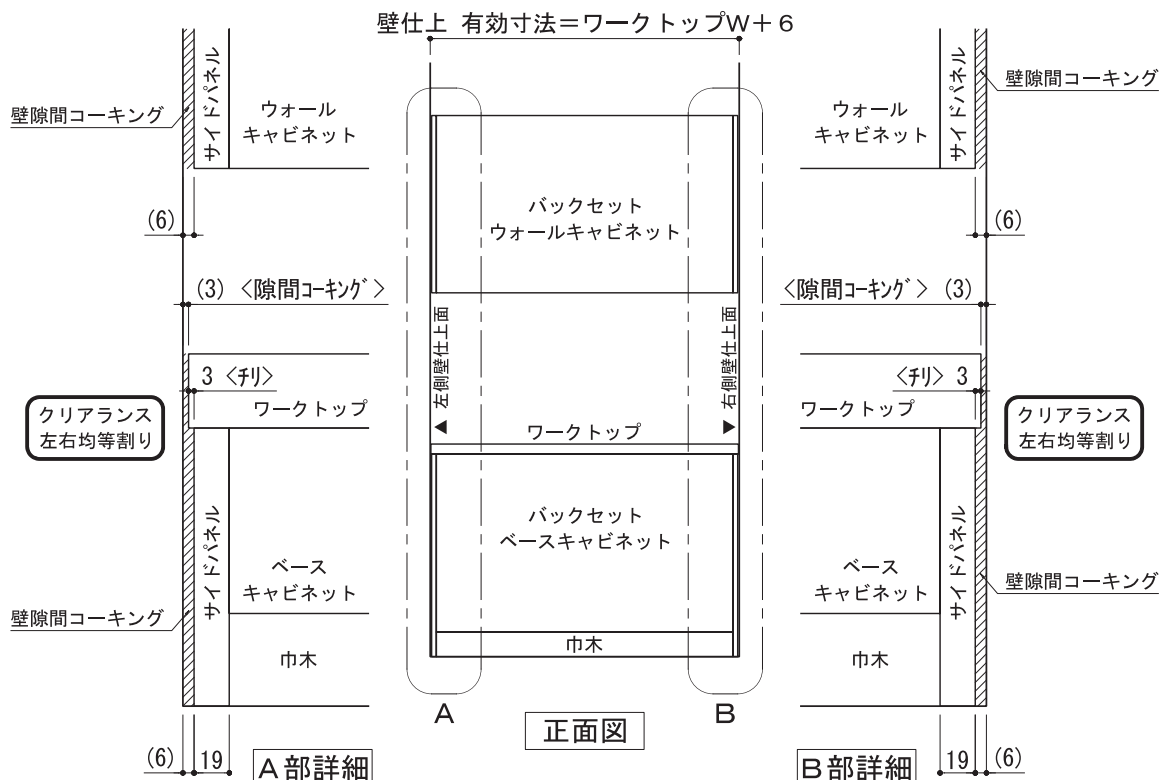 壁仕上 有効寸法＝ワークトップW＋6
壁隙間コーキング
サイドパネル
ウォール
キャビネット
(6)
(3) <隙間ｺｰｷﾝｸﾞ>
3 <ﾁﾘ>
ワークトップ
クリアランス
左右均等割り
サイドパネル
ベース
キャビネット
壁隙間コーキング
巾木
(6)
19
A部詳細
バックセット
ウォールキャビネット
左側壁仕上面
右側壁仕上面
ワークトップ
バックセット
ベースキャビネット
巾木
A
B
正面図
ウォール
キャビネット
サイドパネル
壁隙間コーキング
(6)
<隙間ｺｰｷﾝｸﾞ> (3)
<ﾁﾘ> 3
ワークトップ
クリアランス
左右均等割り
ベース
キャビネット
サイドパネル
壁隙間コーキング
巾木
19
(6)
B部詳細